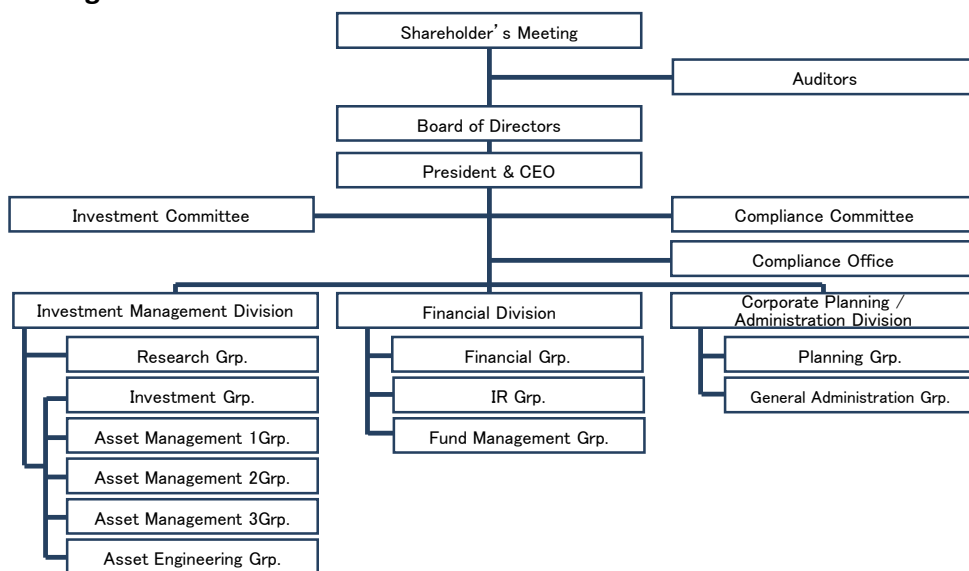 Shareholder's Meeting
Auditors
Board of Directors
President & CEO
Investment Committee
Compliance Committee
Compliance Office
Investment Management Division
Financial Division
Corporate Planning /
Administration Division
Research Grp.
Financial Grp.
Planning Grp.
Investment Grp.
IR Grp.
General Administration Grp.
Asset Management 1Grp.
Fund Management Grp.
Asset Management 2Grp.
Asset Management 3Grp.
Asset Engineering Grp.